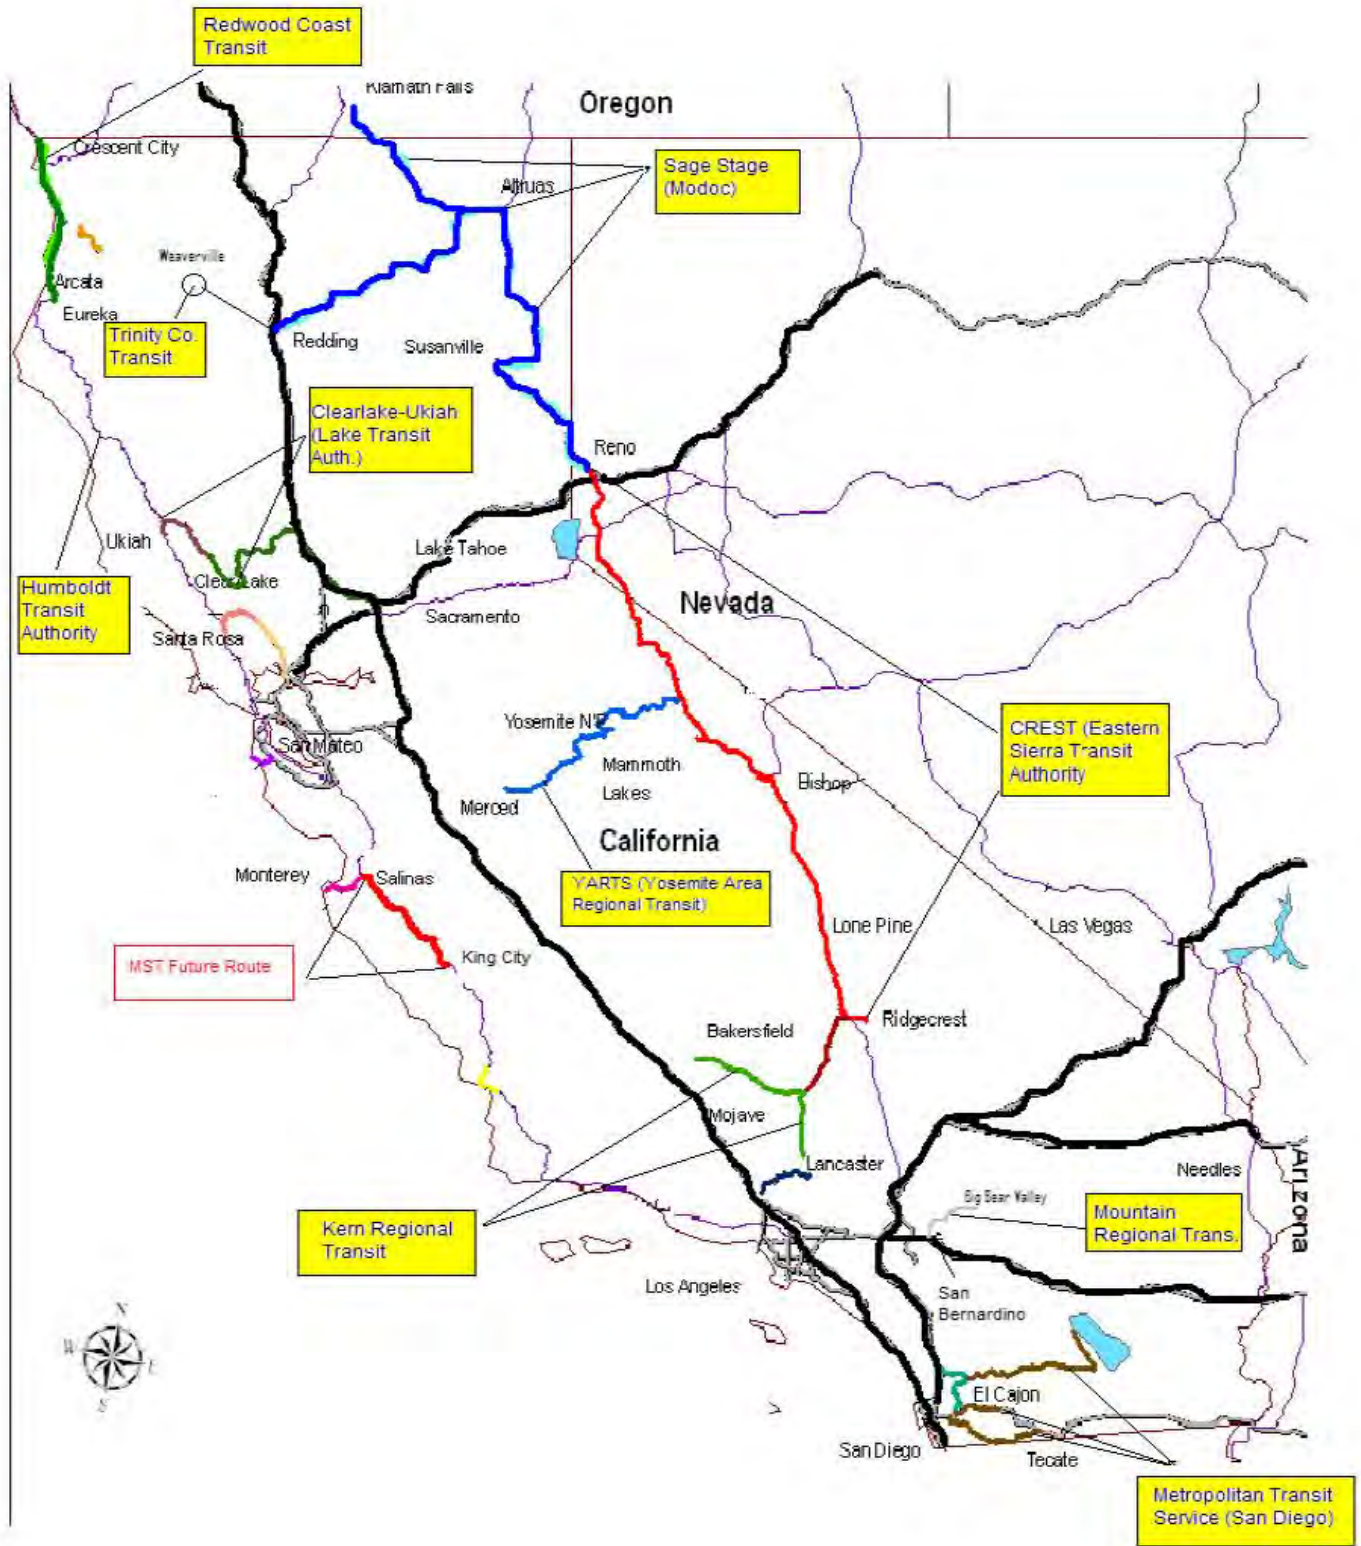 Redwood Coast
Transit
Klamath Falls
Oregon
Crescent City
Sage Stage
(Modoc)
Altruas
Weaverville
Arcata
Eureka
Trinity Co.
Transit
Redding
Susanville
Clearlake-Ukiah
(Lake Transit
Auth.)
Reno
Ukiah
Lake Tahoe
Clear Lake
Humboldt
Transit
Authority
Nevada
Sacramento
Santa Rosa
CREST (Eastern
Sierra Transit
Authority
Yosemite NP
San Mateo
Mammoth
Lakes
Bishop
Merced
California
Monterey
Salinas
YARTS (Yosemite Area
Regional Transit)
Lone Pine
Las Vegas
MST Future Route
King City
Ridgecrest
Bakersfield
Mojave
Lancaster
Needles
Arizona
Big Bear Valley
Mountain
Regional Trans.
Kern Regional
Transit
Los Angeles
San
Bernardino
N
W
E
S
El Cajon
San Diego
Tecate
Metropolitan Transit
Service (San Diego)